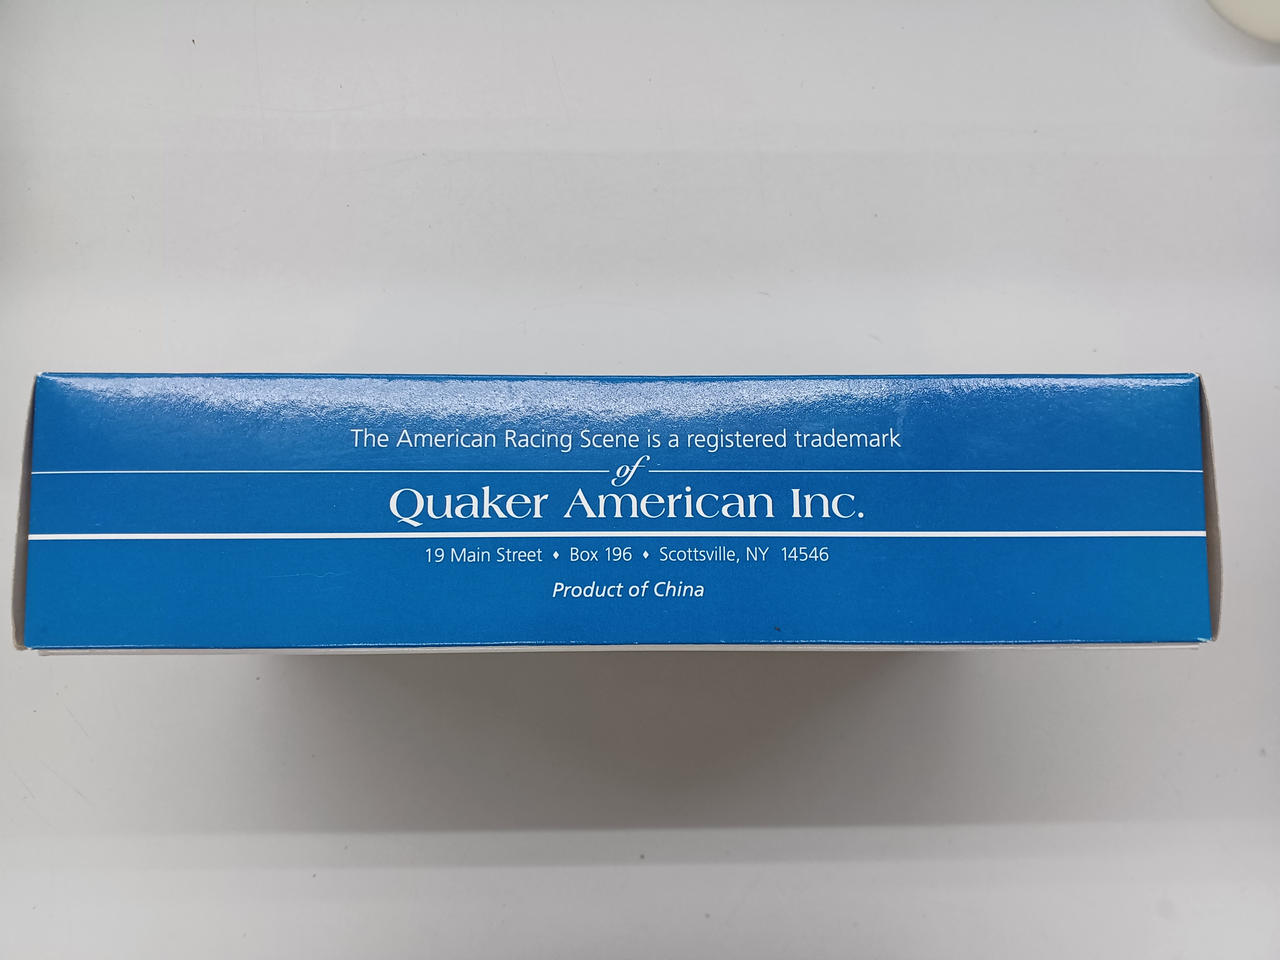 The American Racing Scene is a registered trademark
of
Quaker American Inc.
19 Main Street ♦ Box 196 ♦ Scottsville, NY 14546
Product of China